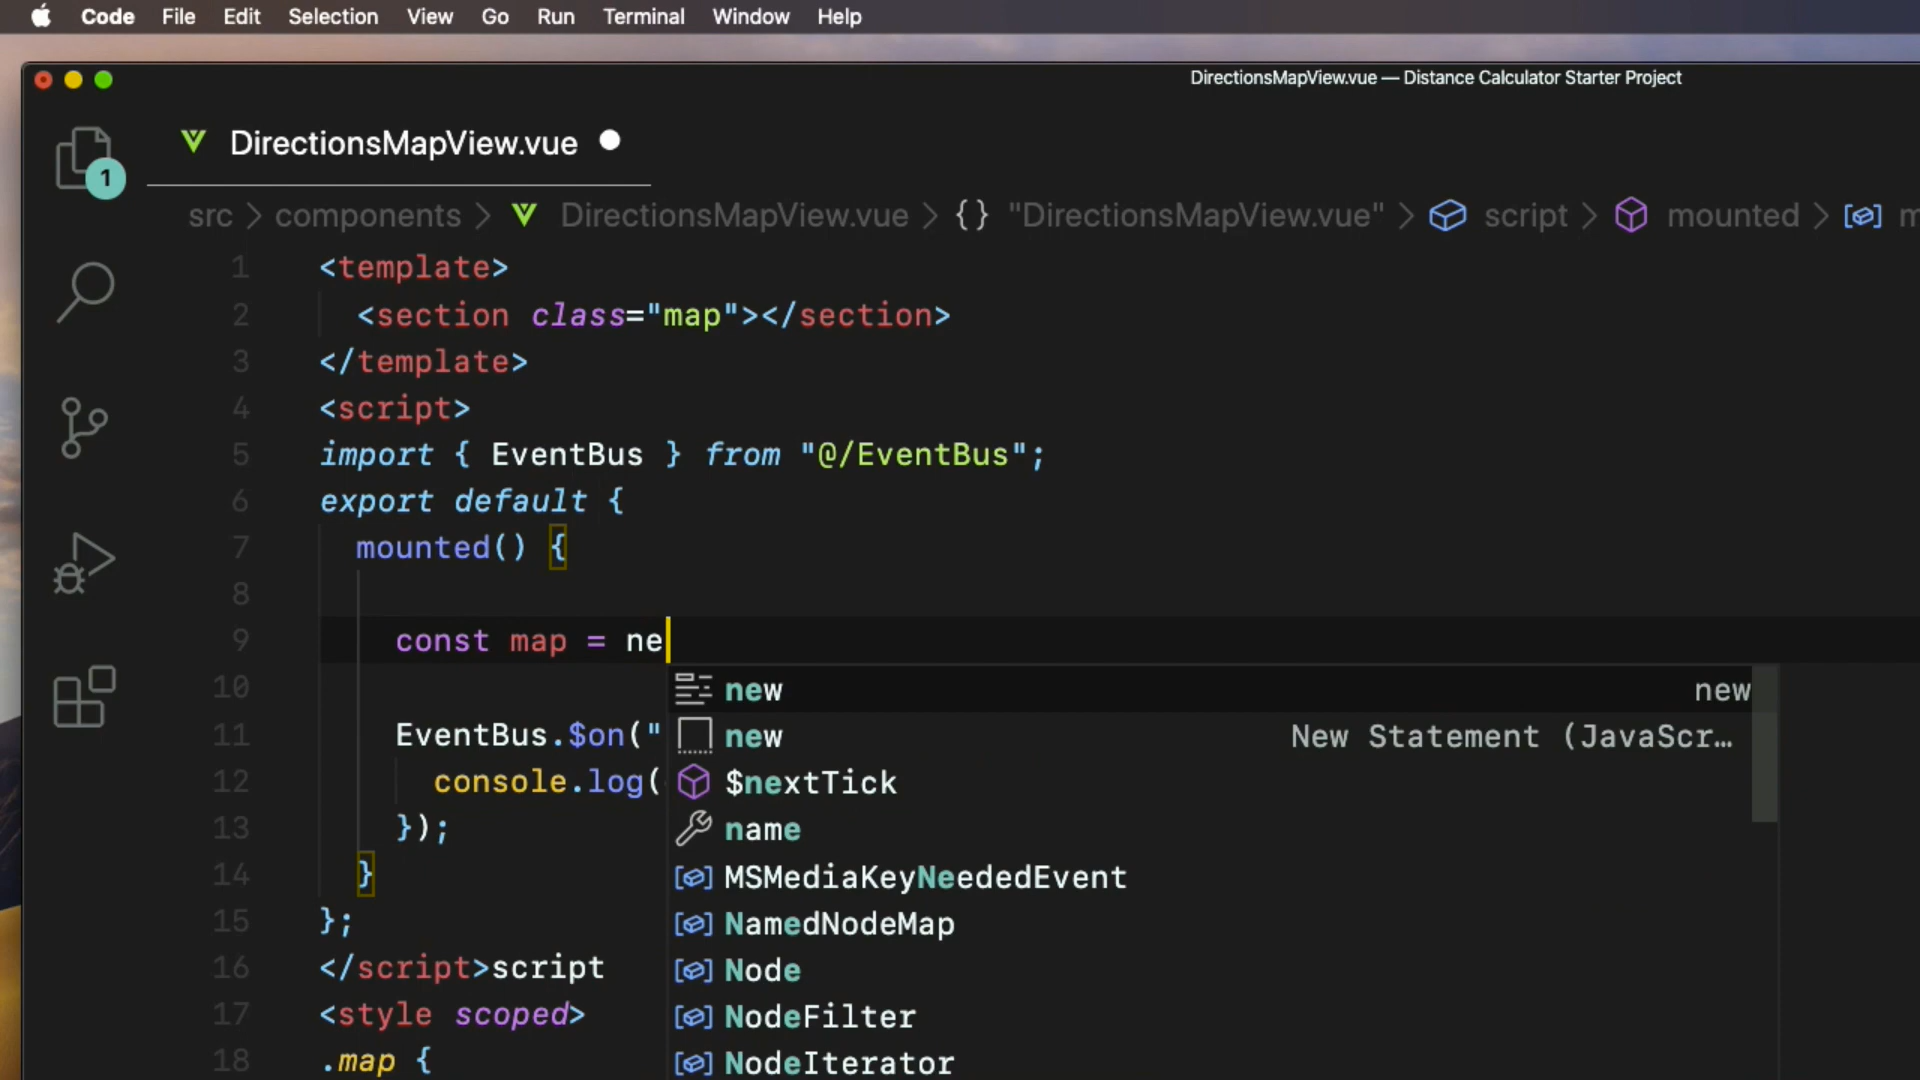 Code File Edit Selection View Go Run Terminal Window Help
DirectionsMapView.vue — Distance Calculator Starter Project
DirectionsMapView.vue
1
src > components > DirectionsMapView.vue > {} "DirectionsMapView.vue" > script > mounted >
1 <template>
2 <section class="map"></section>
3 </template>
4 <script>
5 import { EventBus } from "@/EventBus";
6 export default {
7 mounted() {
8
9 const map = ne
10
11 EventBus.$on("
12 console.log(
13 });
14 }
15 };
16 </script>script
17 <style scoped>
18 .map {
new new
new New Statement (JavaScr…
$nextTick
name
MSMediaKeyNeededEvent
NamedNodeMap
Node
NodeFilter
NodeIterator